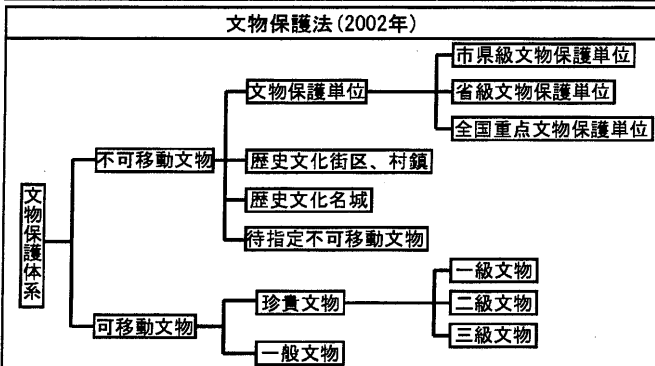 文物保護法(2002年)
市県級文物保護単位
文物保護単位
省級文物保護単位
全国重点文物保護単位
不可移動文物
歴史文化街区、村鎮
歴史文化名城
待指定不可移動文物
文物保護体系
一級文物
珍貴文物
二級文物
三級文物
可移動文物
一般文物